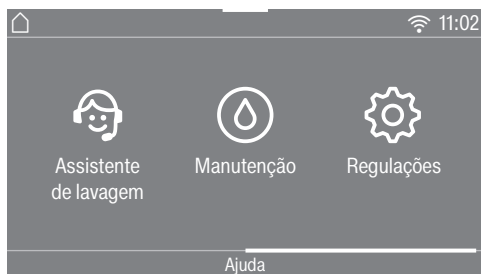 11:02
Assistente
de lavagem
Manutenção
Regulações
Ajuda